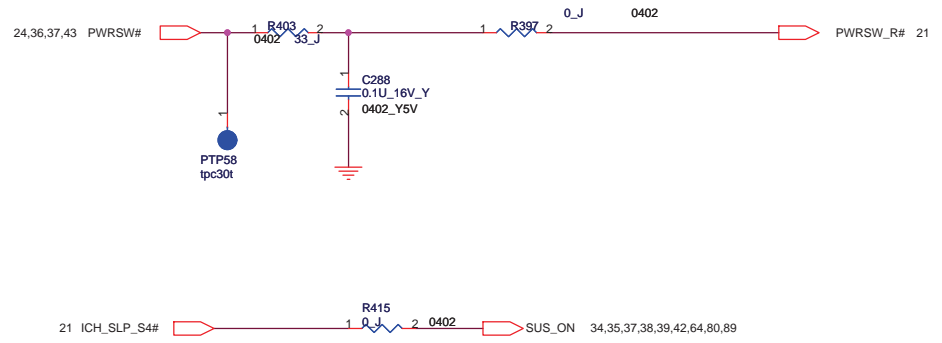 0_J 0402
24,36,37,43 PWRSW# 1 R403 2 1 R397 2 PWRSW_R# 21
0402 33_J
1
C288
0.1U_16V_Y
2 0402_Y5V
1
PTP58
tpc30t
R415
21 ICH_SLP_S4# 1 0_J 2 0402 SUS_ON 34,35,37,38,39,42,64,80,89